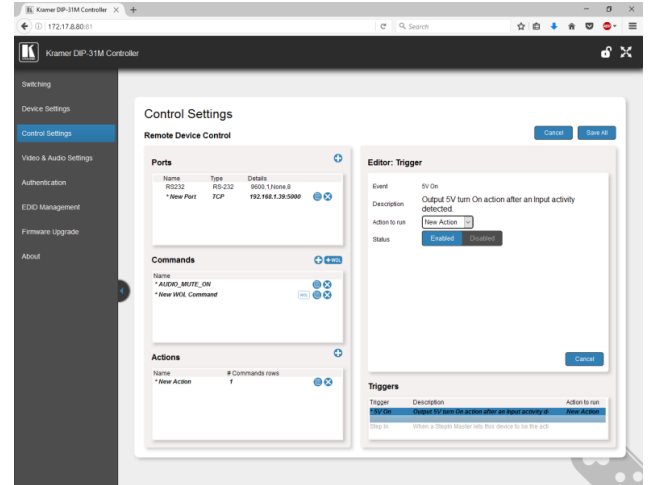 Kramer DIP-31M Controller
172.17.8.80:81
Search
Kramer DIP-31M Controller
Switching
Device Settings
Control Settings
Video & Audio Settings
Authentication
EDID Management
Firmware Upgrade
About
Control Settings
Remote Device Control
Cancel
Save All
Ports
Name Type Details
RS232 RS-232 9600,1,None,8
*New Port TCP 192.168.1.39:5000
Commands
+WOL
Name
*AUDIO_MUTE_ON
*New WOL Command
WOL
Actions
Name # Commands rows
*New Action 1
Editor: Trigger
Event 5V On
Description Output 5V turn On action after an Input activity
detected.
Action to run New Action
Status Enabled Disabled
Cancel
Triggers
Trigger Description Action to run
*5V On Output 5V turn On action after an Input activity d New Action
Step In When a StepIn Master lets this device to be the acti